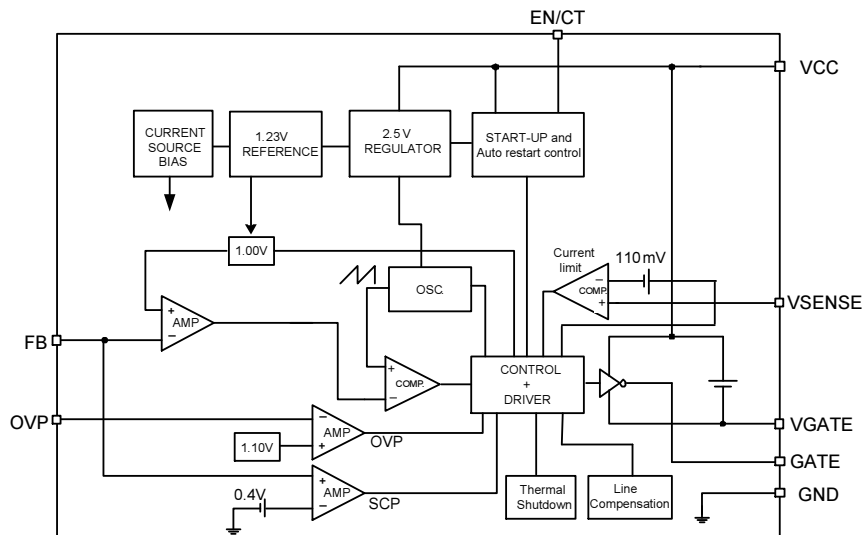 EN/CT
VCC
CURRENT
SOURCE
BIAS
1.23V
REFERENCE
2.5 V
REGULATOR
START-UP and
Auto restart control
1.00V
Current
limit
110 mV
-
COMP.
+
VSENSE
OSC.
+
AMP
-
FB
+
COMP.
-
CONTROL
+
DRIVER
OVP
-
AMP
+
OVP
1.10V
VGATE
GATE
GND
+
AMP
-
SCP
0.4V
Thermal
Shutdown
Line
Compensation